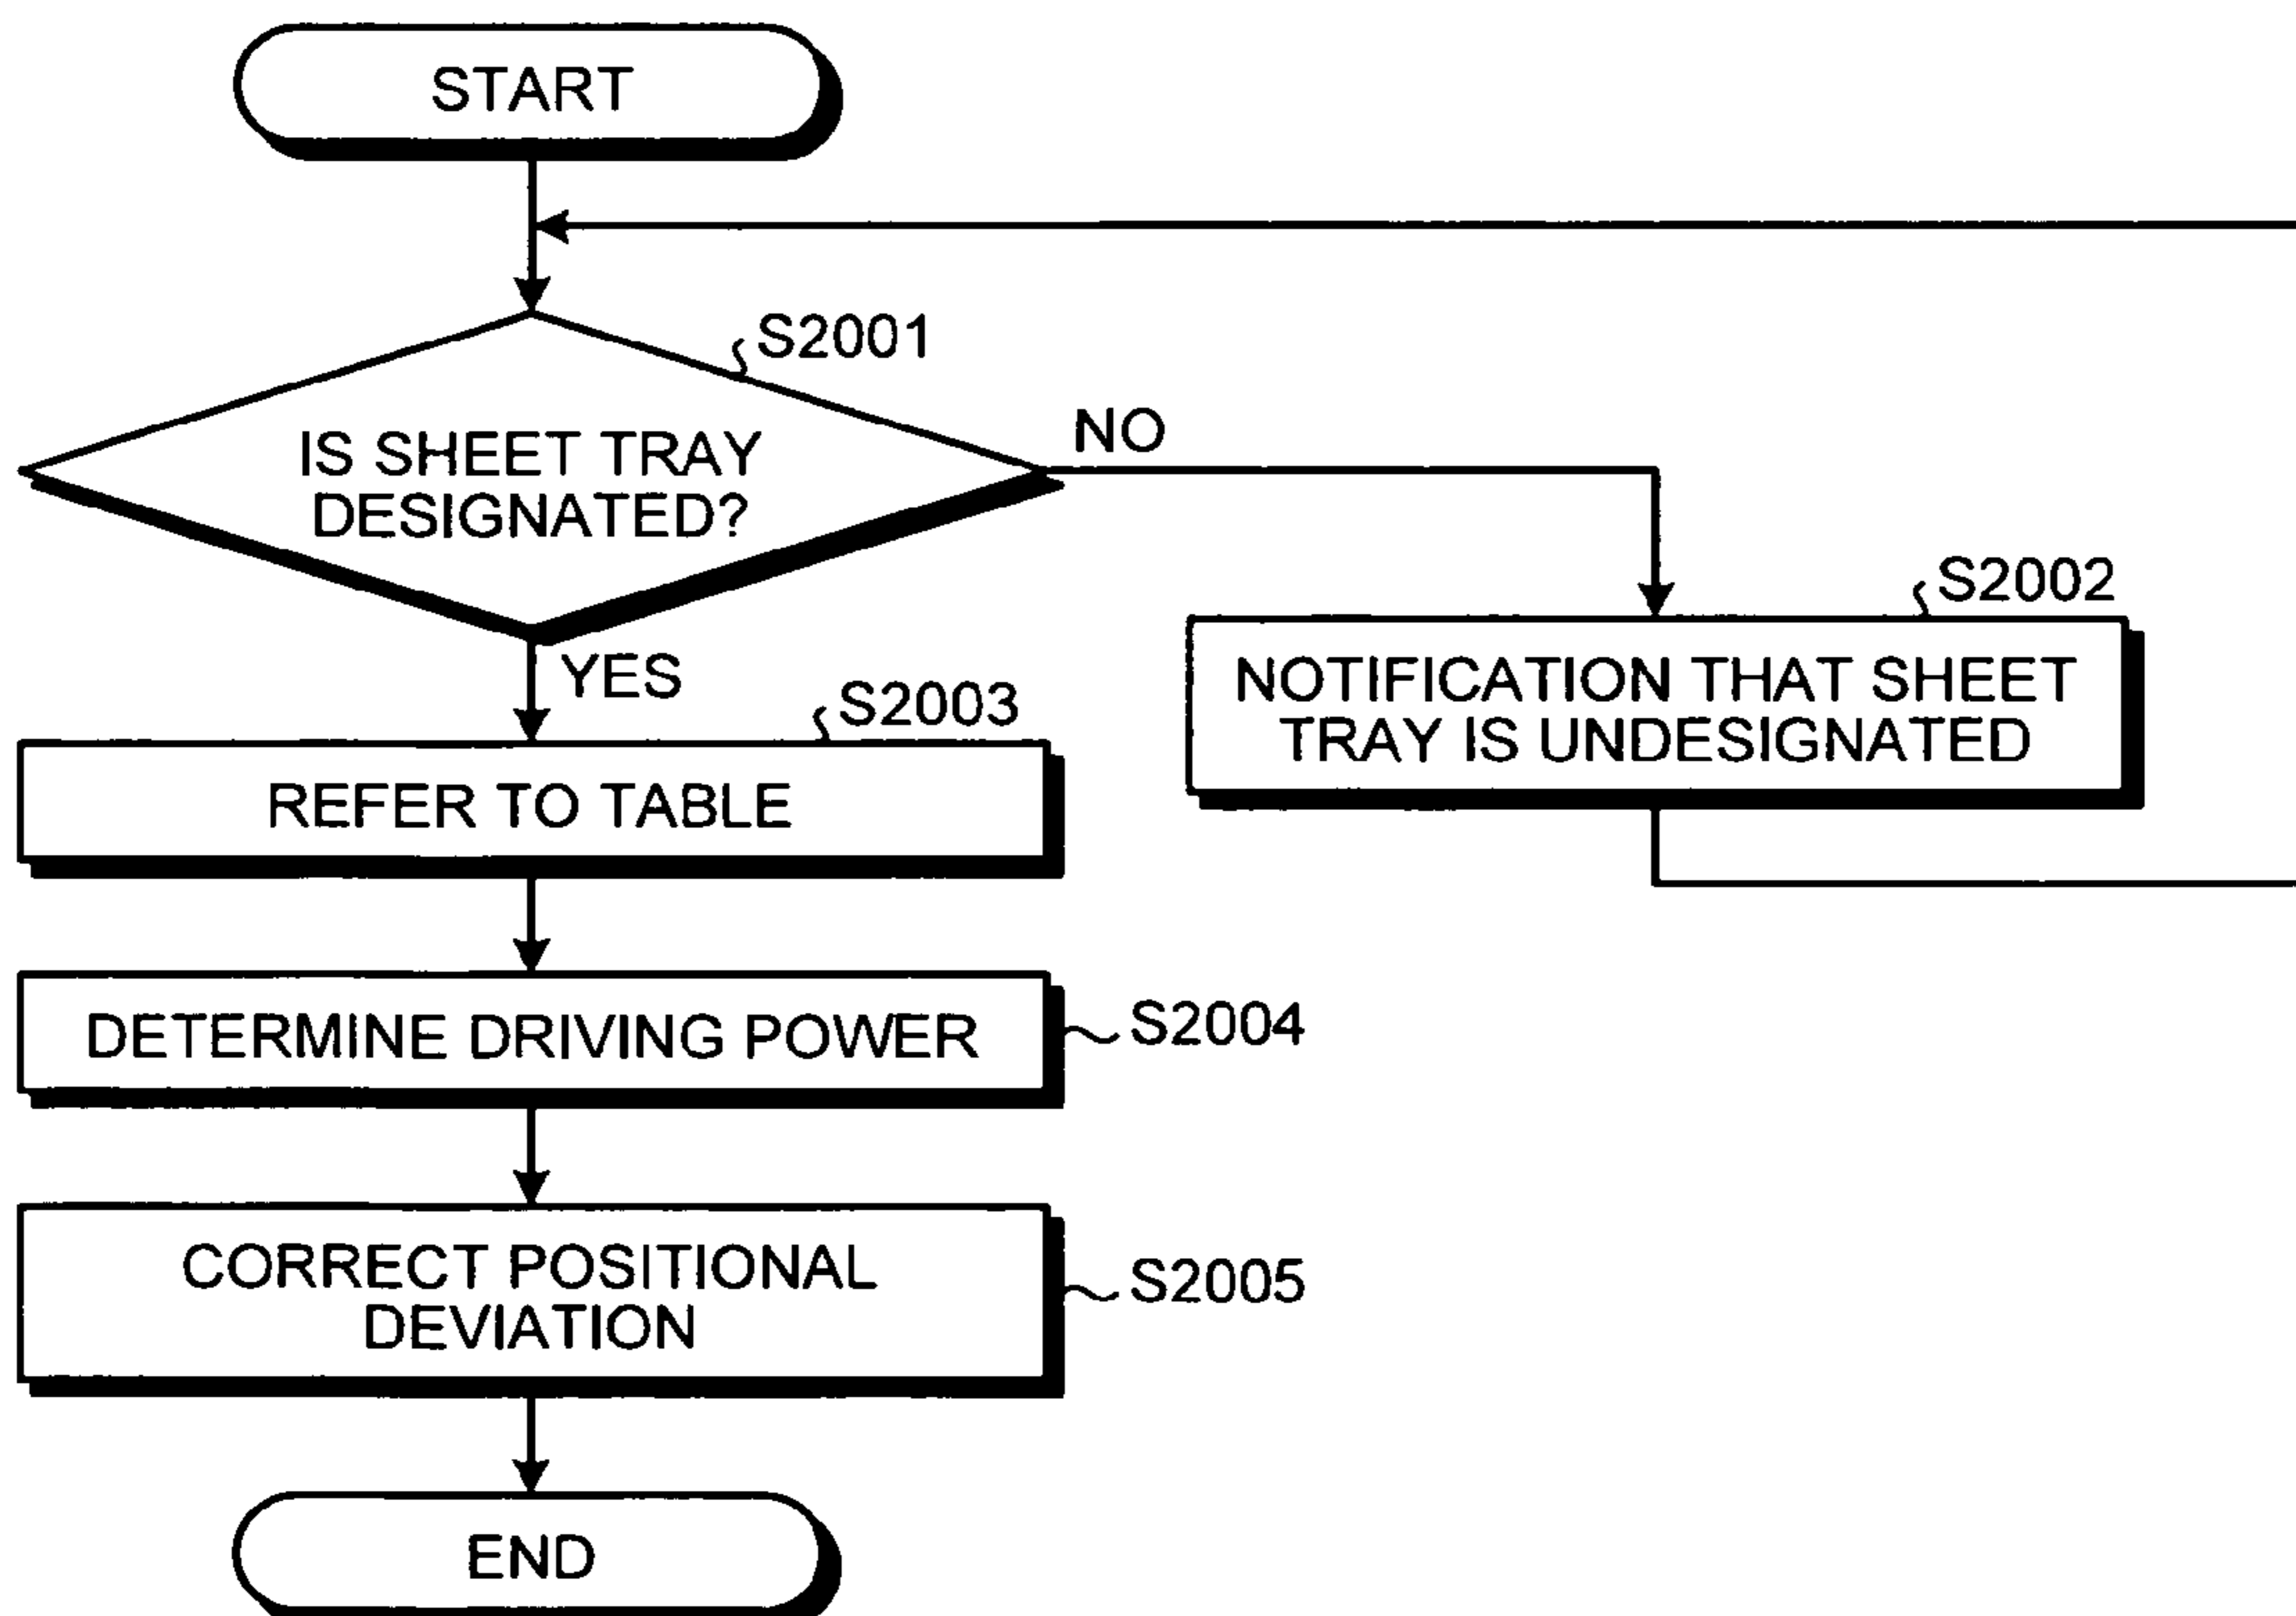 START
S2001
IS SHEET TRAY
DESIGNATED?
NO
S2002
NOTIFICATION THAT SHEET
TRAY IS UNDESIGNATED
YES
S2003
REFER TO TABLE
DETERMINE DRIVING POWER
S2004
CORRECT POSITIONAL
DEVIATION
S2005
END